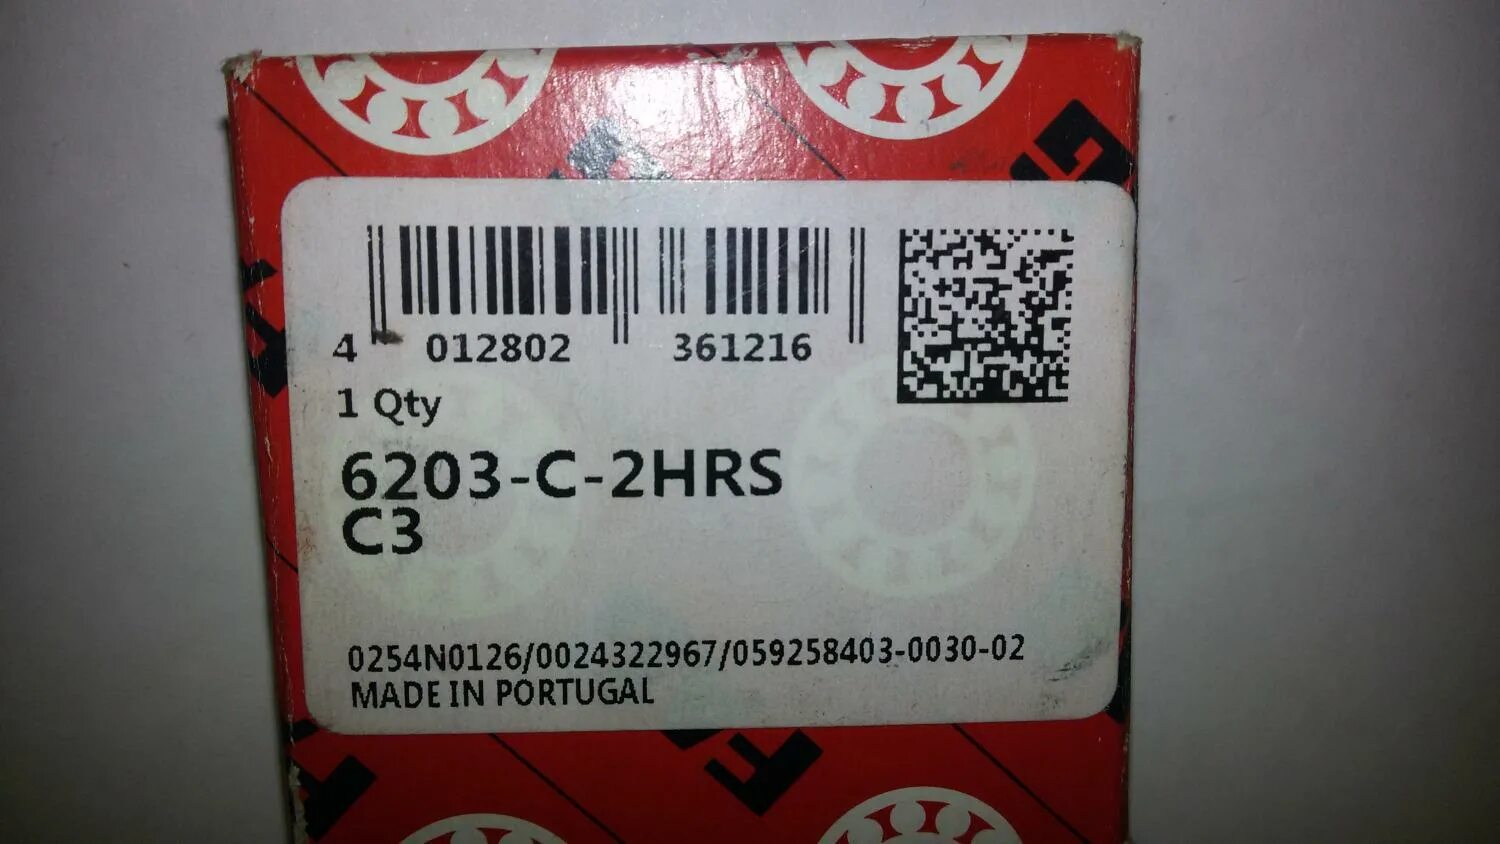 4 012802 361216
1 Qty
6203-C-2HRS
C3
0254N0126/0024322967/059258403-0030-02
MADE IN PORTUGAL